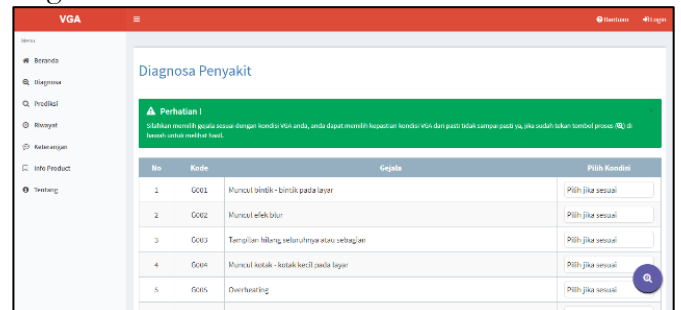 VGA
Bantuan
Login
Menu
Beranda
Diagnosa
Prediksi
Riwayat
Keterangan
Info Product
Tentang
Diagnosa Penyakit
Perhatian !
Silahkan memilih gejala sesuai dengan kondisi VGA anda, anda dapat memilih kepastian kondisi VGA dari pasti tidak sampai pasti ya, jika sudah tekan tombol proses () di
bawah untuk melihat hasil.
No Kode Gejala Pilih Kondisi
1 G001 Muncul bintik - bintik pada layar Pilih jika sesuai
2 G002 Muncul efek blur Pilih jika sesuai
3 G003 Tampilan hilang seluruhnya atau sebagian Pilih jika sesuai
4 G004 Muncul kotak - kotak kecil pada layar Pilih jika sesuai
5 G005 Overheating Pilih jika sesuai